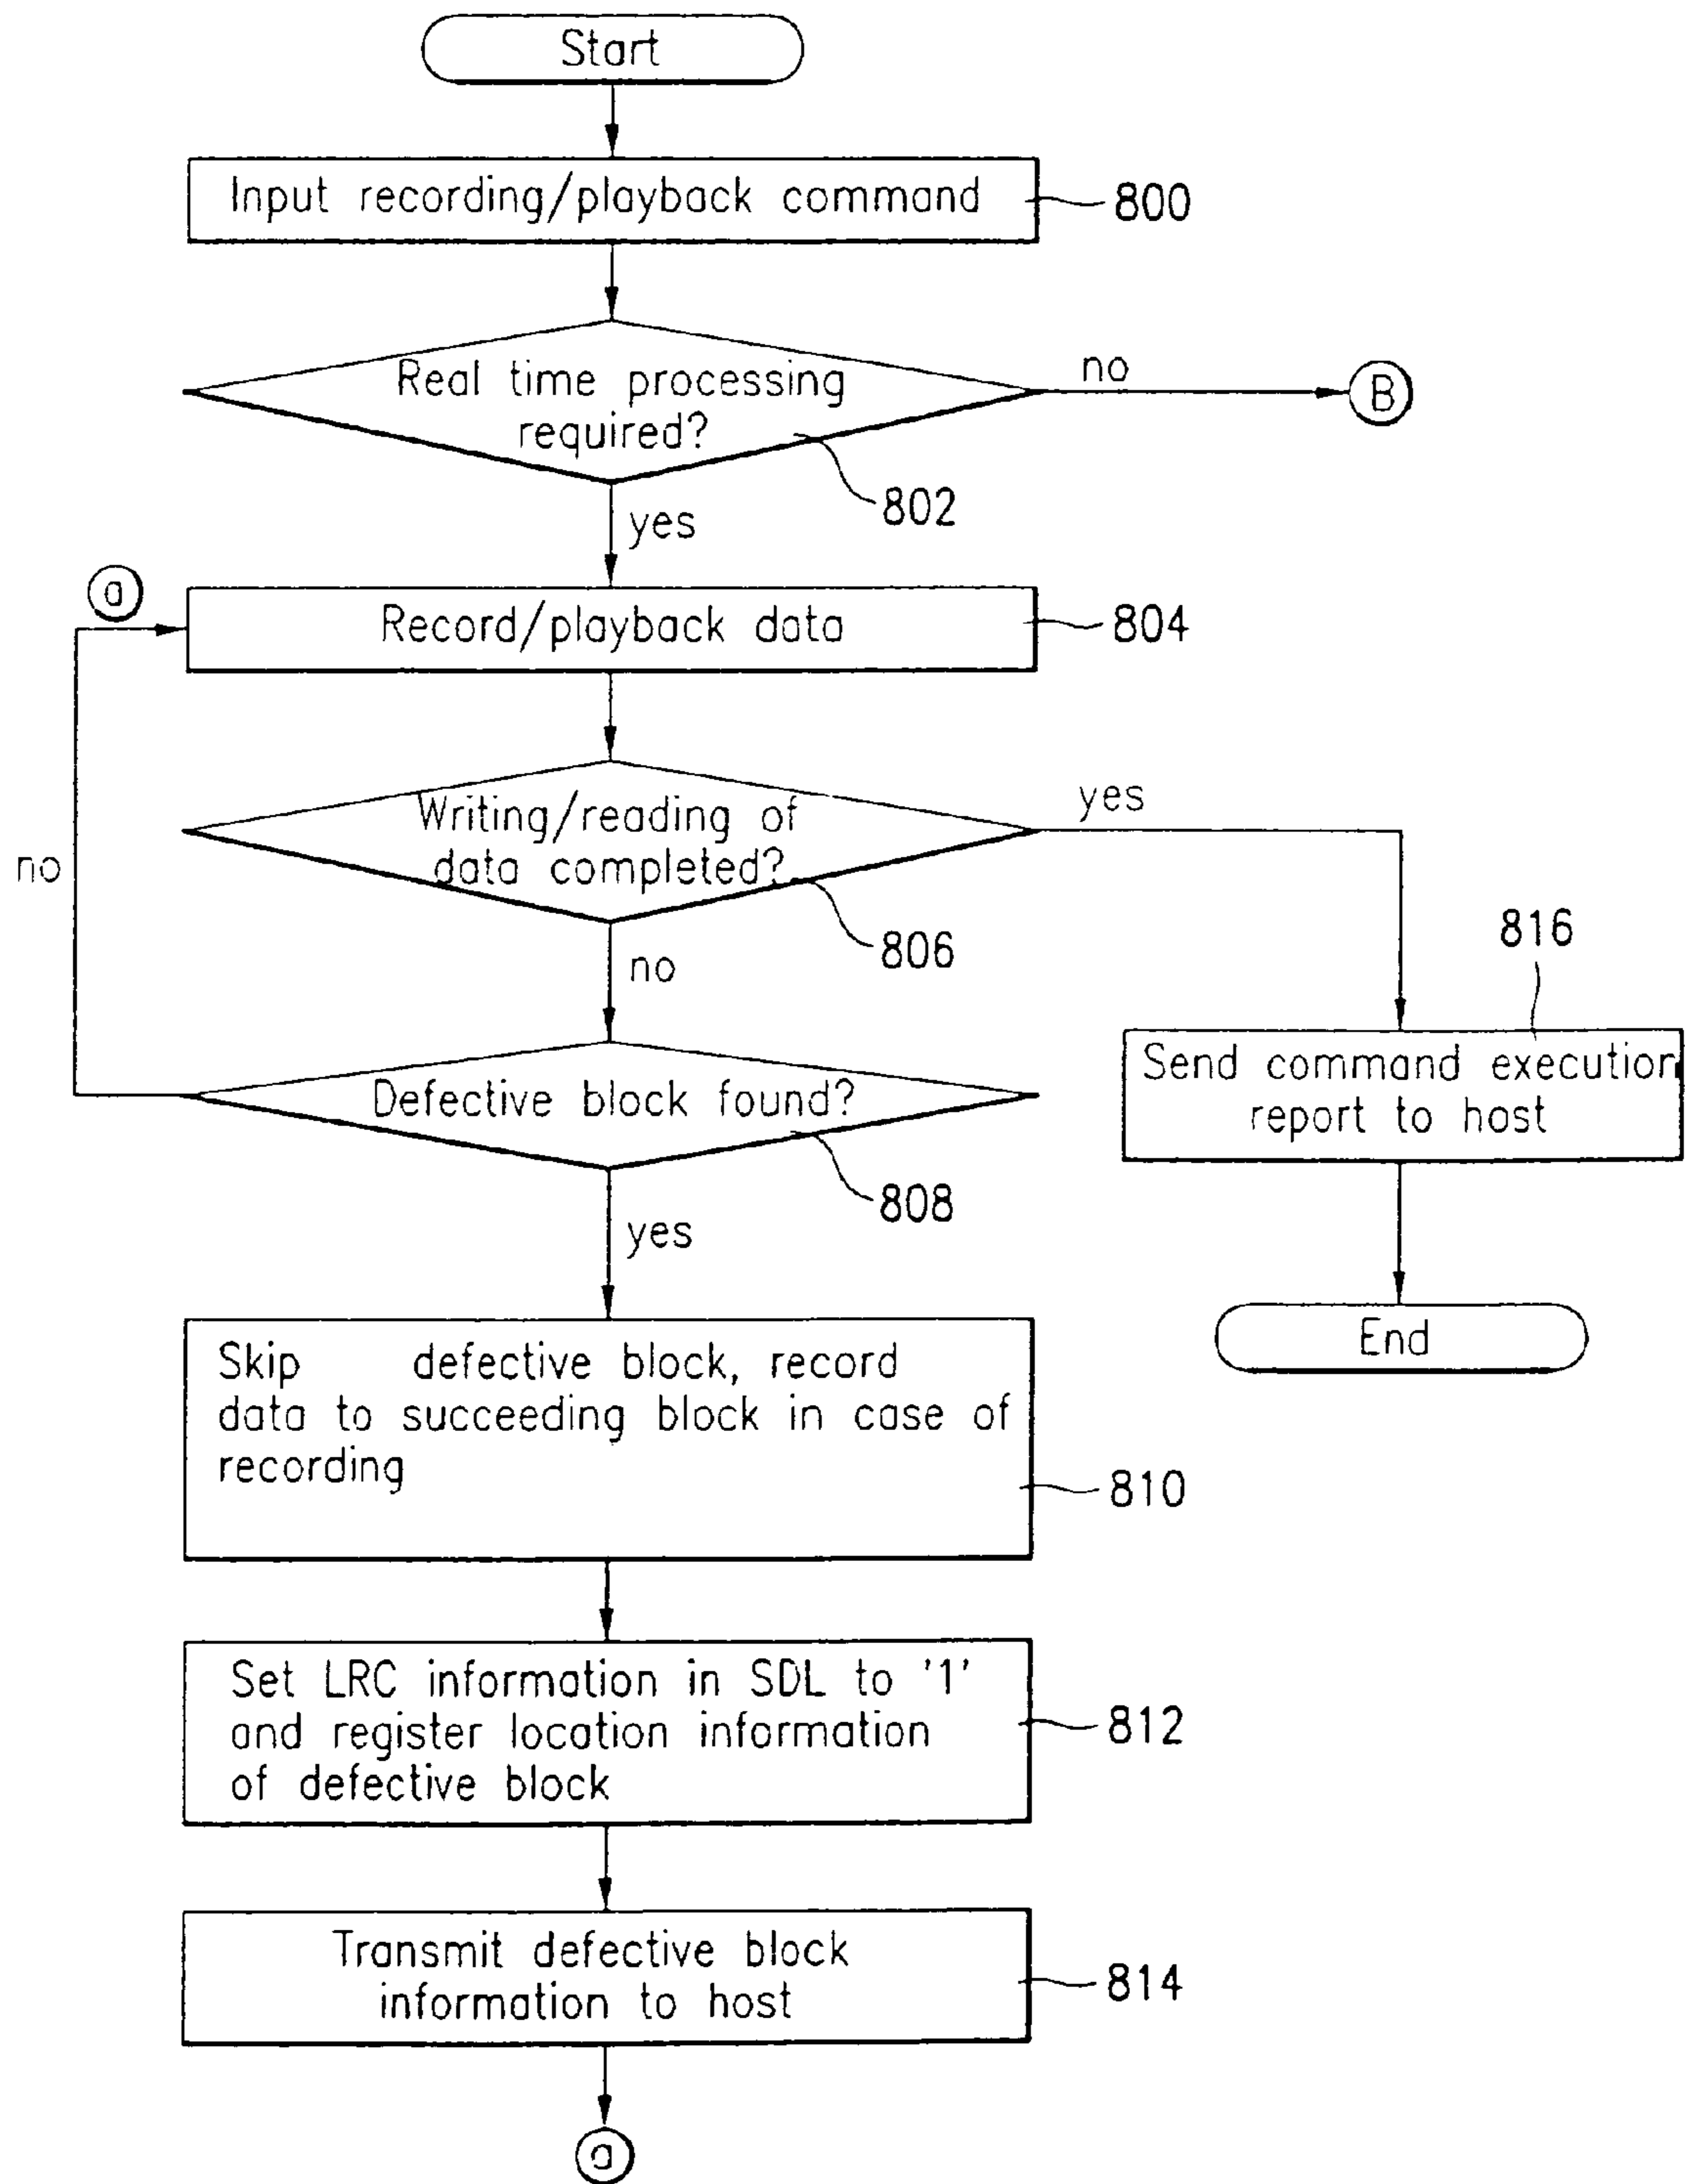 Start
Input recording/playback command
800
Real time processing
required?
no
B
802
yes
a
Record/playback data
804
Writing/reading of
data completed?
yes
no
806
no
816
Send command execution
report to host
Defective block found?
808
yes
End
Skip defective block, record
data to succeeding block in case of
recording
810
Set LRC information in SDL to '1'
and register location information
of defective block
812
Transmit defective block
information to host
814
a